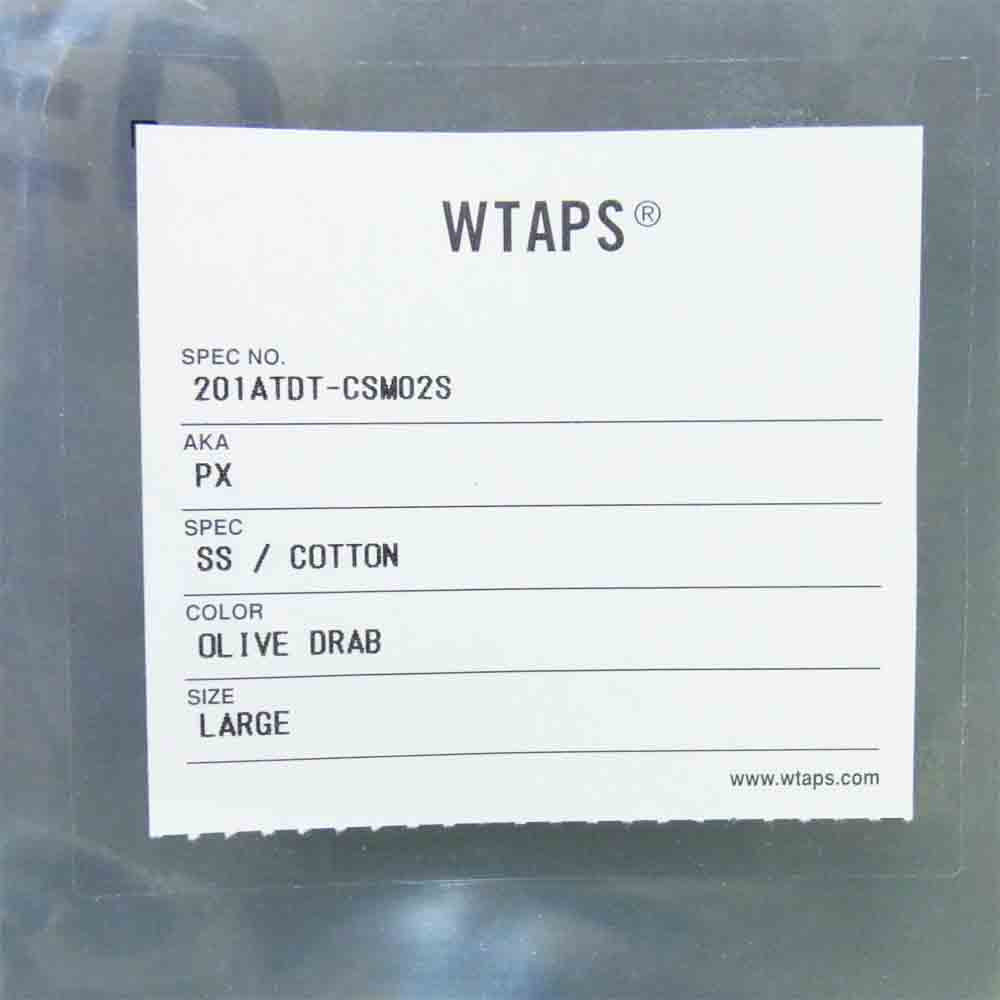 WTAPS®
SPEC NO.
201ATDT-CSM02S
AKA
PX
SPEC
SS / COTTON
COLOR
OLIVE DRAB
SIZE
LARGE
www.wtaps.com